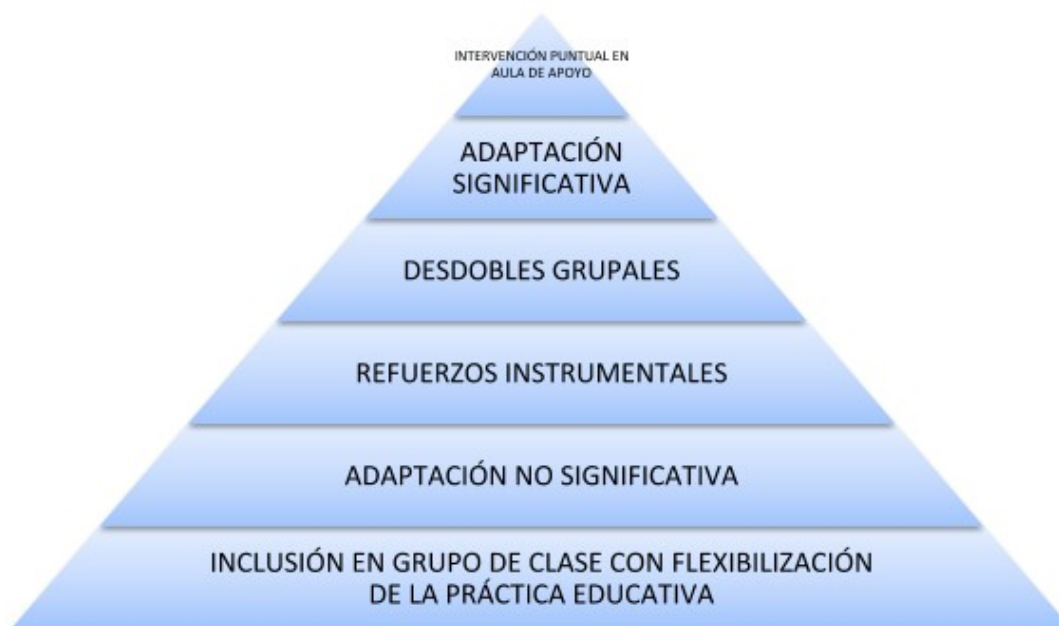 INTERVENCIÓN PUNTUAL EN
AULA DE APOYO
ADAPTACIÓN
SIGNIFICATIVA
DESDOBLES GRUPALES
REFUERZOS INSTRUMENTALES
ADAPTACIÓN NO SIGNIFICATIVA
INCLUSIÓN EN GRUPO DE CLASE CON FLEXIBILIZACIÓN
DE LA PRÁCTICA EDUCATIVA